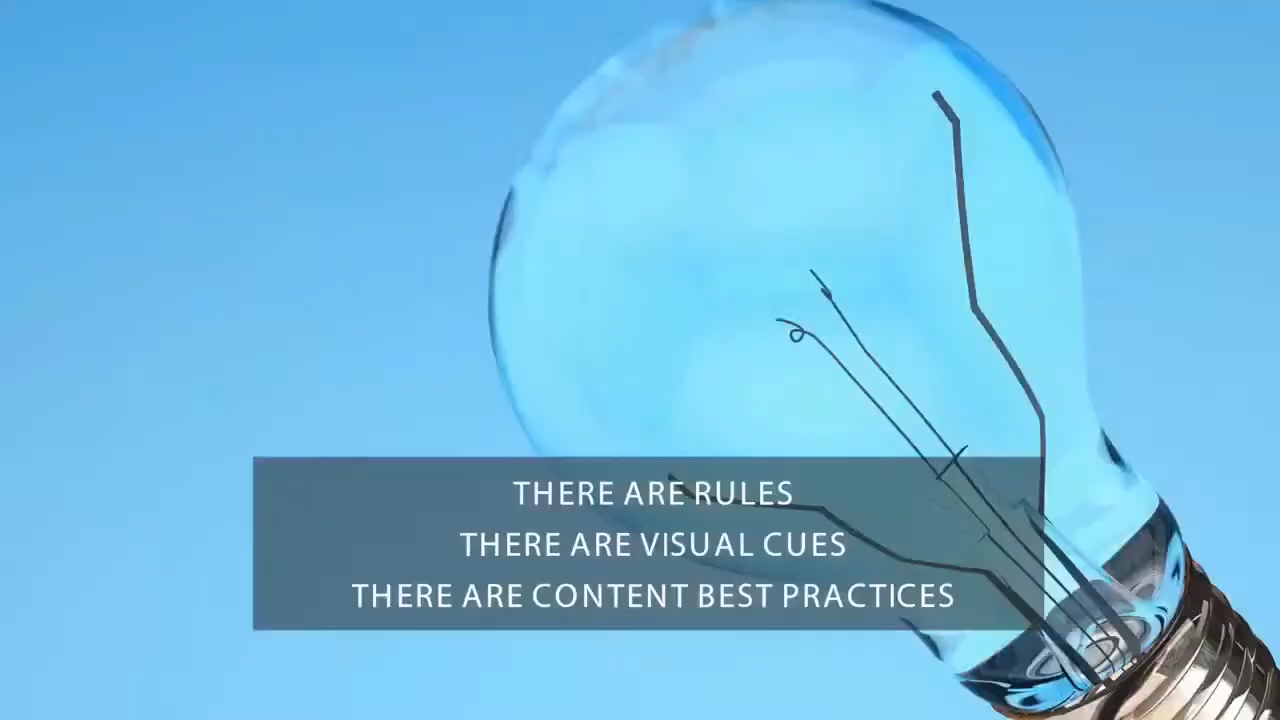 THERE ARE RULES
THERE ARE VISUAL CUES
THERE ARE CONTENT BEST PRACTICES